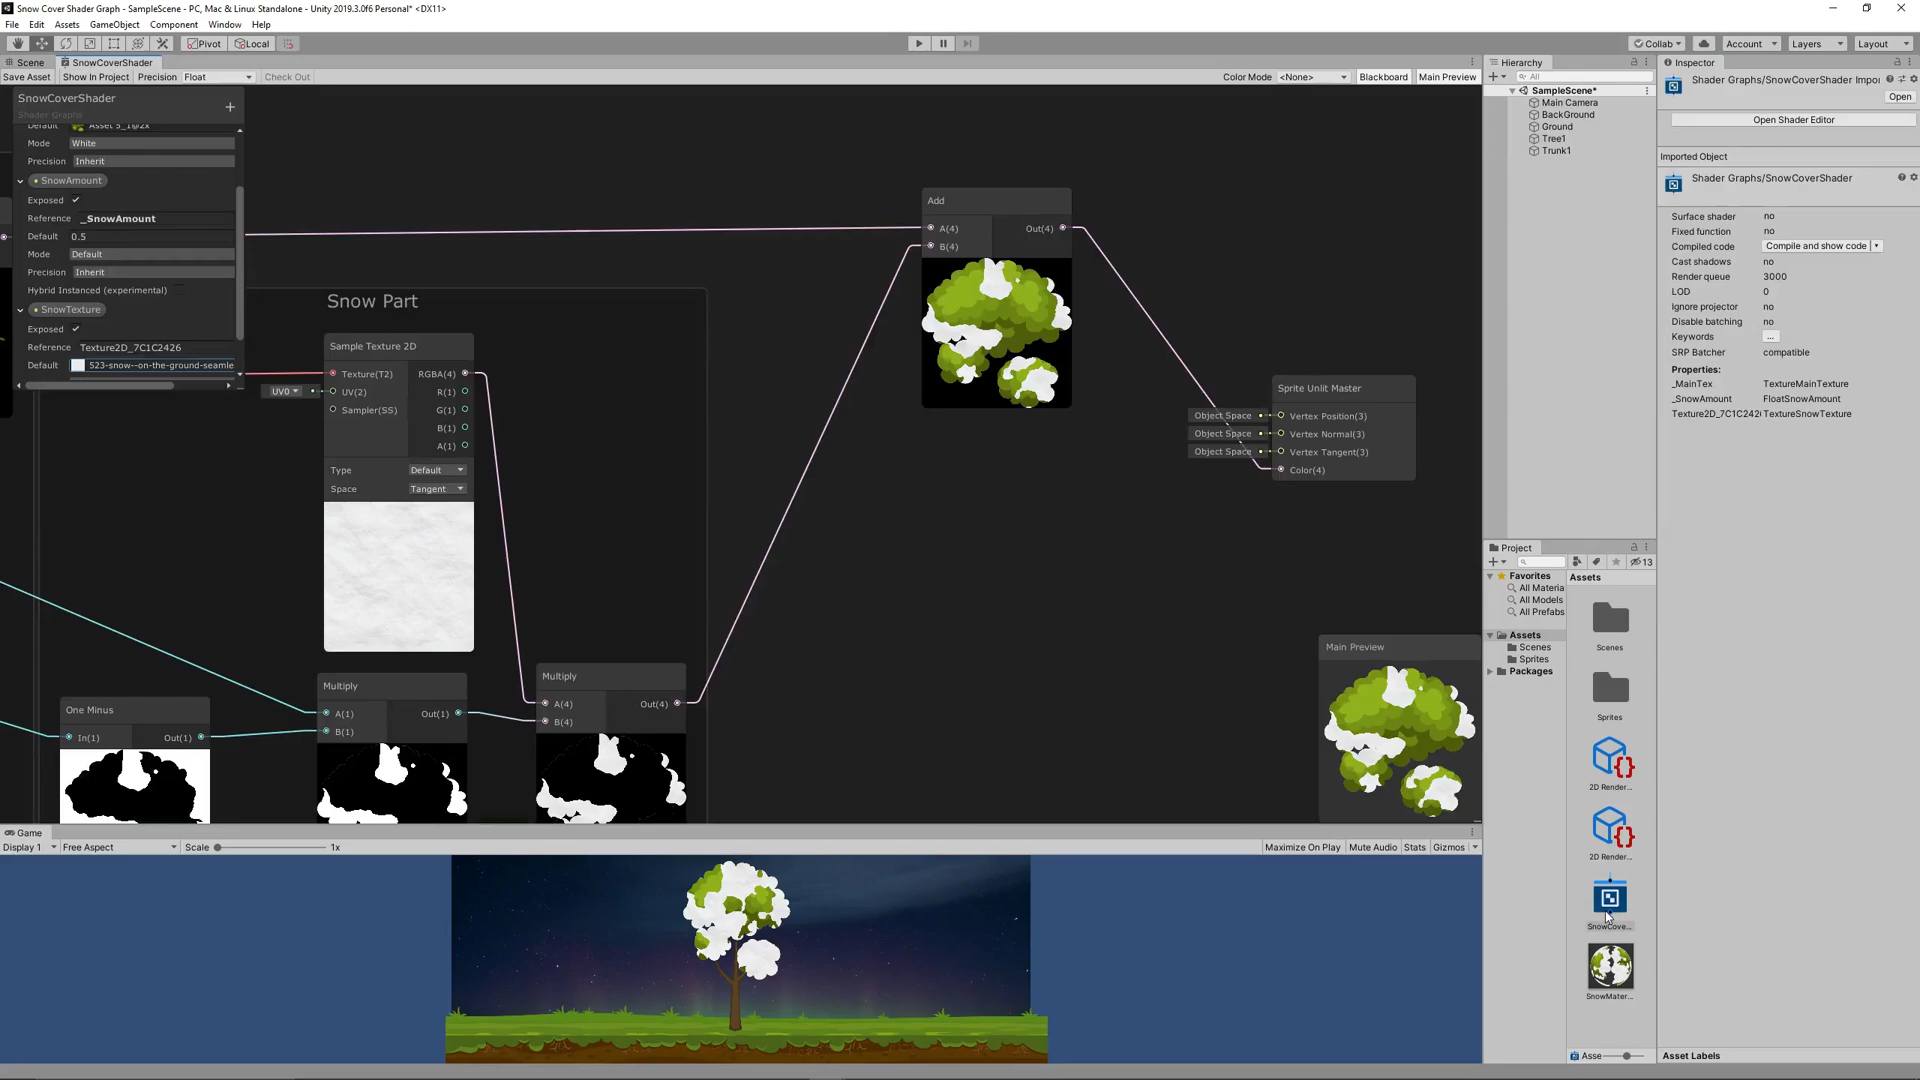 Snow Cover Shader Graph - SampleScene - PC, Mac & Linux Standalone - Unity 2019.3.0f6 Personal* <DX11>
File Edit Assets GameObject Component Window Help
Pivot Local Collab Account Layers Layout
Scene SnowCoverShader
Save Asset Show In Project Precision Float Check Out Color Mode <None> Blackboard Main Preview
SnowCoverShader
Shader Graphs
Default Asset 5_1@2x
Mode White
Precision Inherit
SnowAmount
Exposed
Reference _SnowAmount
Default 0.5
Mode Default
Precision Inherit
Hybrid Instanced (experimental)
SnowTexture
Exposed
Reference Texture2D_7C1C2426
Default 523-snow--on-the-ground-seamle
Snow Part
Sample Texture 2D
Texture(T2) RGBA(4)
UV0 UV(2) R(1)
Sampler(SS) G(1)
B(1)
A(1)
Type Default
Space Tangent
One Minus
In(1) Out(1)
Multiply
A(1) Out(1)
B(1)
Multiply
A(4) Out(4)
B(4)
Add
A(4) Out(4)
B(4)
Sprite Unlit Master
Object Space Vertex Position(3)
Object Space Vertex Normal(3)
Object Space Vertex Tangent(3)
Color(4)
Main Preview
Game
Display 1 Free Aspect Scale 1x Maximize On Play Mute Audio Stats Gizmos
Hierarchy
All
SampleScene*
Main Camera
BackGround
Ground
Tree1
Trunk1
Project
13
Favorites
All Materia
All Models
All Prefabs
Assets
Scenes
Sprites
Packages
Assets
Scenes
Sprites
2D Render...
2D Render...
SnowCove...
SnowMater...
Asse
Inspector
Shader Graphs/SnowCoverShader Impor
Open
Open Shader Editor
Imported Object
Shader Graphs/SnowCoverShader
Surface shader no
Fixed function no
Compiled code Compile and show code
Cast shadows no
Render queue 3000
LOD 0
Ignore projector no
Disable batching no
Keywords ...
SRP Batcher compatible
Properties:
_MainTex TextureMainTexture
_SnowAmount FloatSnowAmount
Texture2D_7C1C242 TextureSnowTexture
Asset Labels